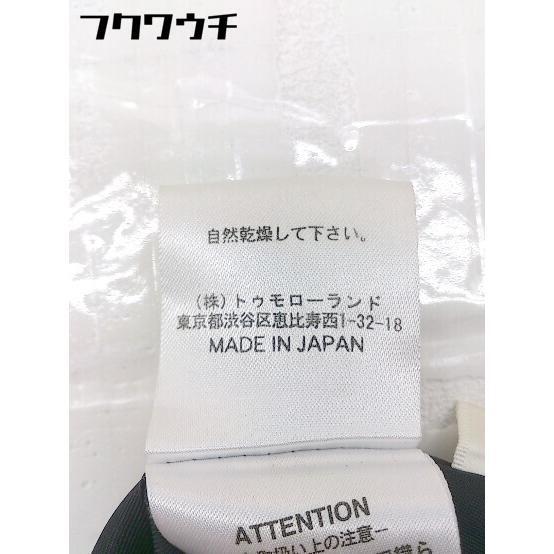 フクワウチ
自然乾燥して下さい。
(株)トゥモローランド
東京都渋谷区恵比寿西1-32-18
MADE IN JAPAN
ATTENTION
取扱い上の注意